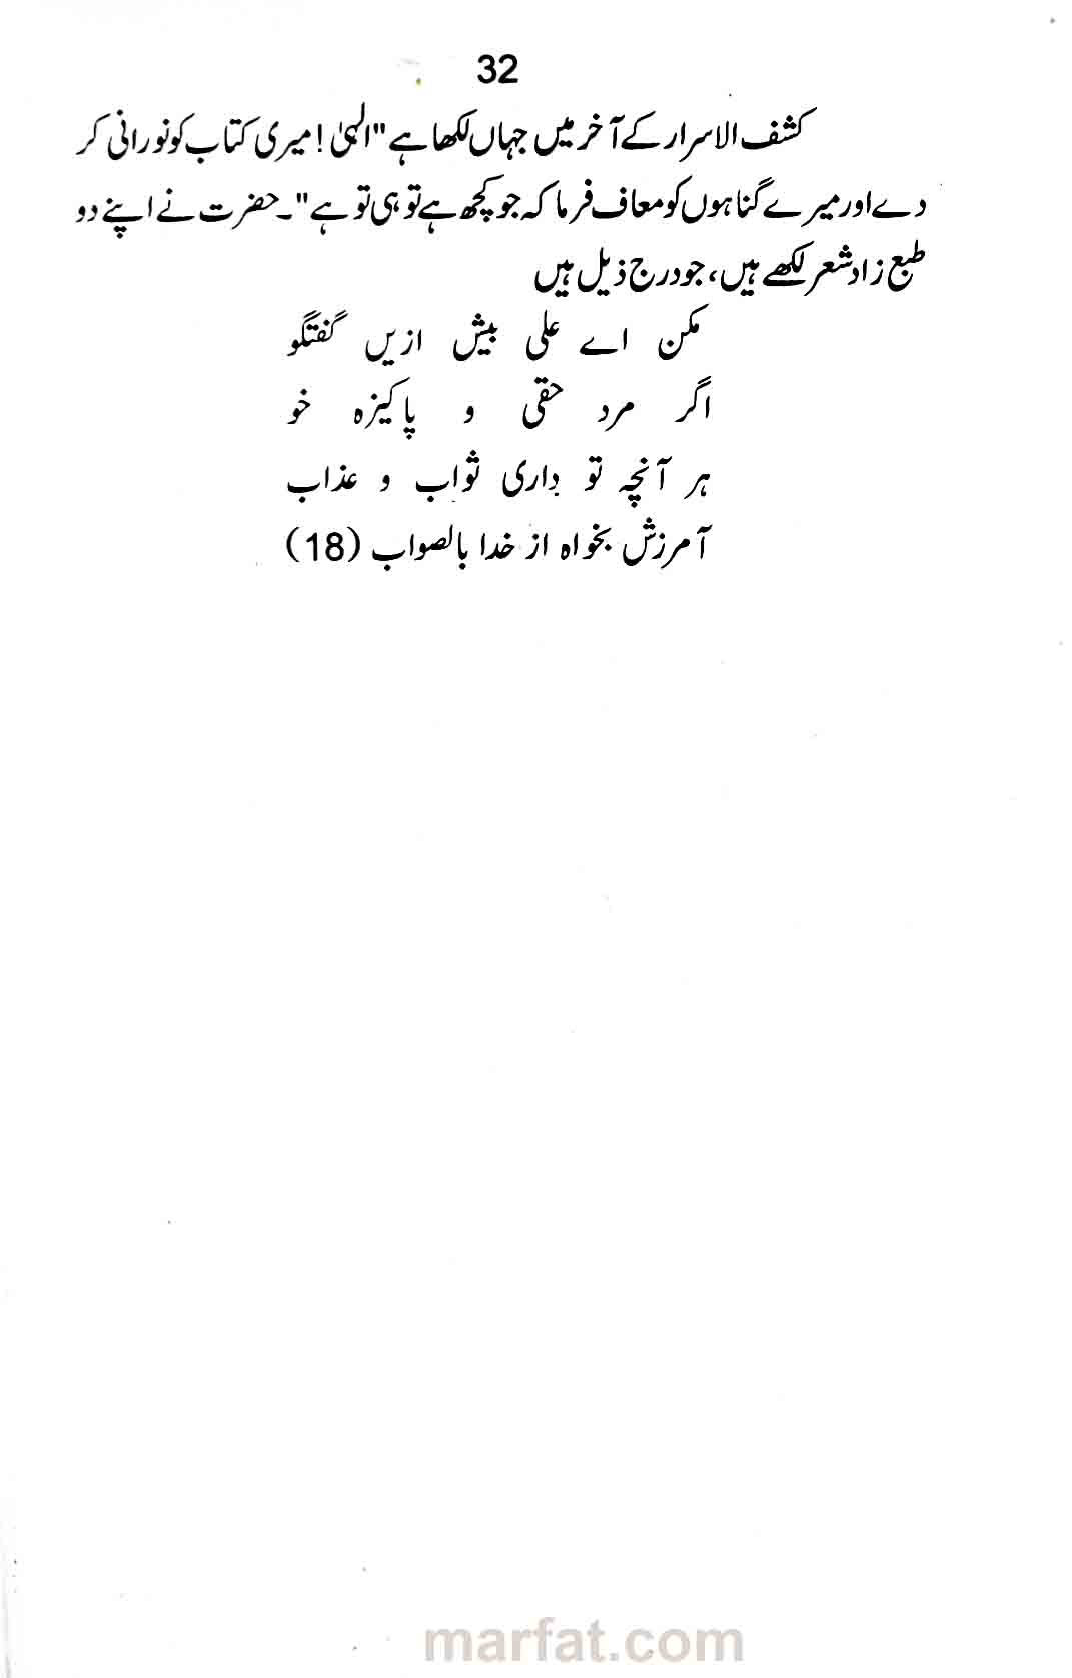 32
کشف الاسرار کے آخر میں جہاں لکھا ہے "الٰہی! میری کتاب کو نورانی کر
دے اور میرے گناہوں کو معاف فرما کہ جو کچھ ہے تو ہی تو ہے"۔ حضرت نے اپنے دو
طبع زاد شعر لکھے ہیں، جو درج ذیل ہیں
مکن اے علی بیش ازیں گفتگو
اگر مرد حقی و پاکیزہ خو
ہر آنچہ تو داری ثواب و عذاب
آمرزش بخواہ از خدا بالصواب (18)
marfat.com